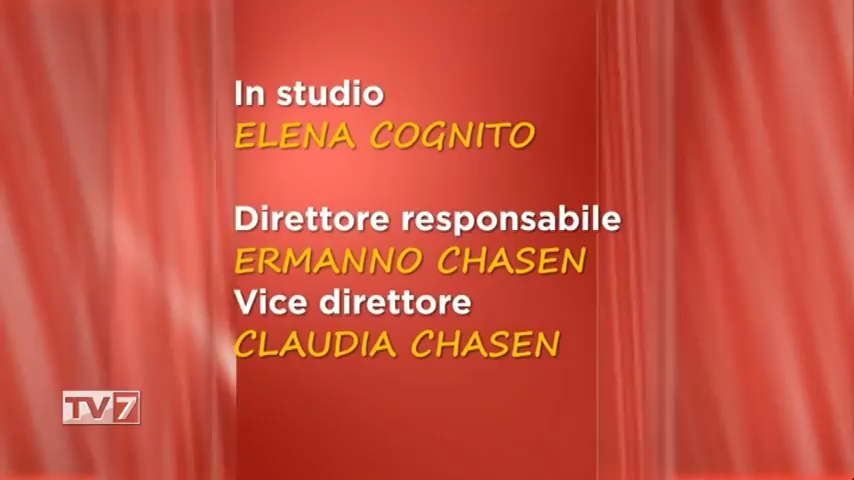 In studio
ELENA COGNITO
Direttore responsabile
ERMANNO CHASEN
Vice direttore
CLAUDIA CHASEN
TV7